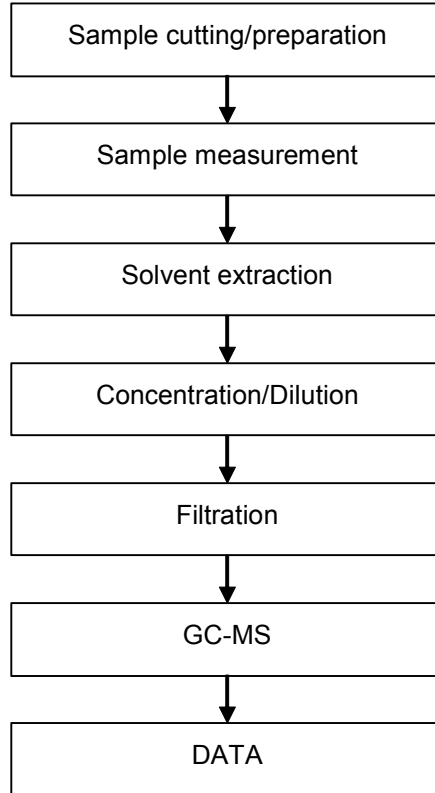 Sample cutting/preparation
Sample measurement
Solvent extraction
Concentration/Dilution
Filtration
GC-MS
DATA